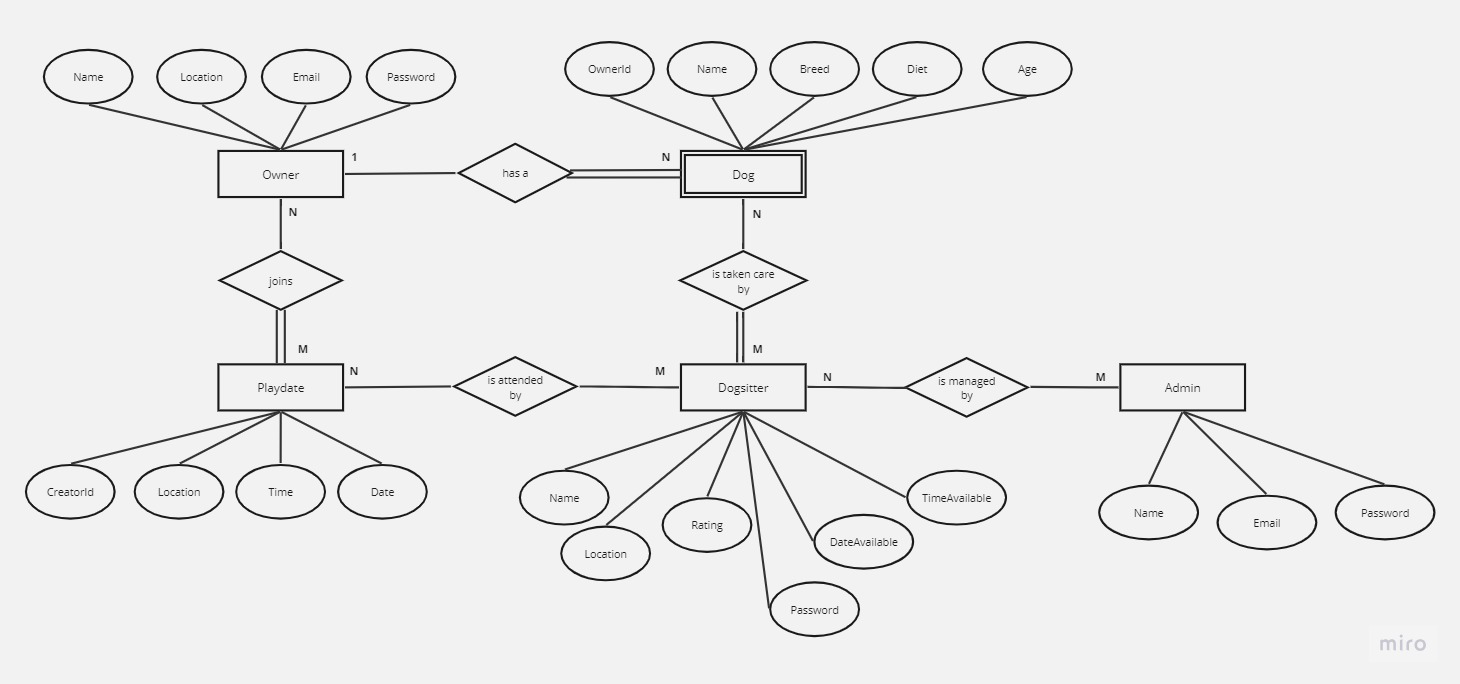 Name
Location
Email
Password
OwnerId
Name
Breed
Diet
Age
Owner
1
has a
N
Dog
N
N
joins
is taken care
by
M
M
Playdate
N
is attended
by
M
Dogsitter
N
is managed
by
M
Admin
CreatorId
Location
Time
Date
Name
Location
Rating
Password
DateAvailable
TimeAvailable
Name
Email
Password
miro